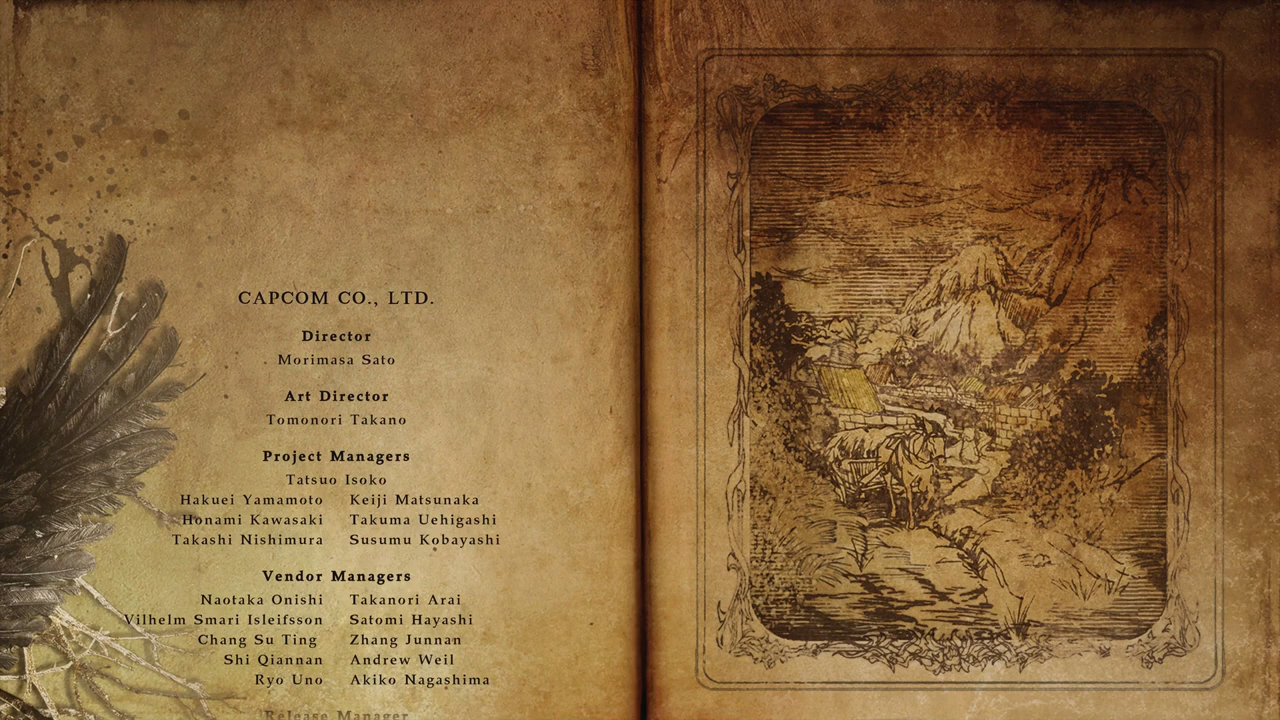 CAPCOM CO., LTD.
Director
Morimasa Sato
Art Director
Tomonori Takano
Project Managers
Tatsuo Isoko
Hakuei Yamamoto Keiji Matsunaka
Honami Kawasaki Takuma Uehigashi
Takashi Nishimura Susumu Kobayashi
Vendor Managers
Naotaka Onishi Takanori Arai
Vilhelm Smari Isleifsson Satomi Hayashi
Chang Su Ting Zhang Junnan
Shi Qiannan Andrew Weil
Ryo Uno Akiko Nagashima
Release Manager